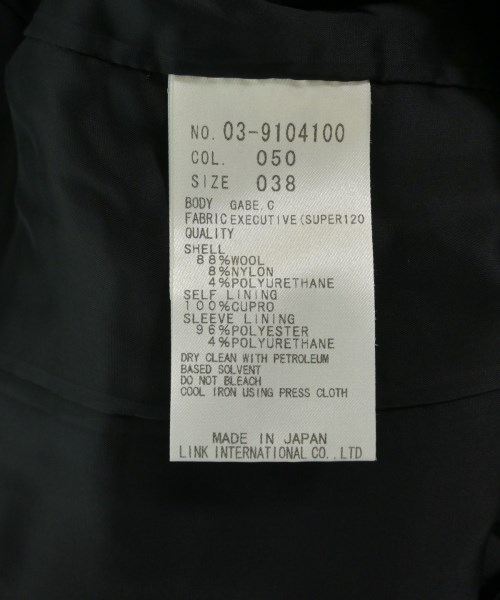 NO. 03-9104100
COL. 050
SIZE 038
BODY GABE.C
FABRIC EXECUTIVE(SUPER120
QUALITY
SHELL
88%WOOL
8%NYLON
4%POLYURETHANE
SELF LINING
100%CUPRO
SLEEVE LINING
96%POLYESTER
4%POLYURETHANE
DRY CLEAN WITH PETROLEUM
BASED SOLVENT
DO NOT BLEACH
COOL IRON USING PRESS CLOTH
MADE IN JAPAN
LINK INTERNATIONAL CO.,LTD